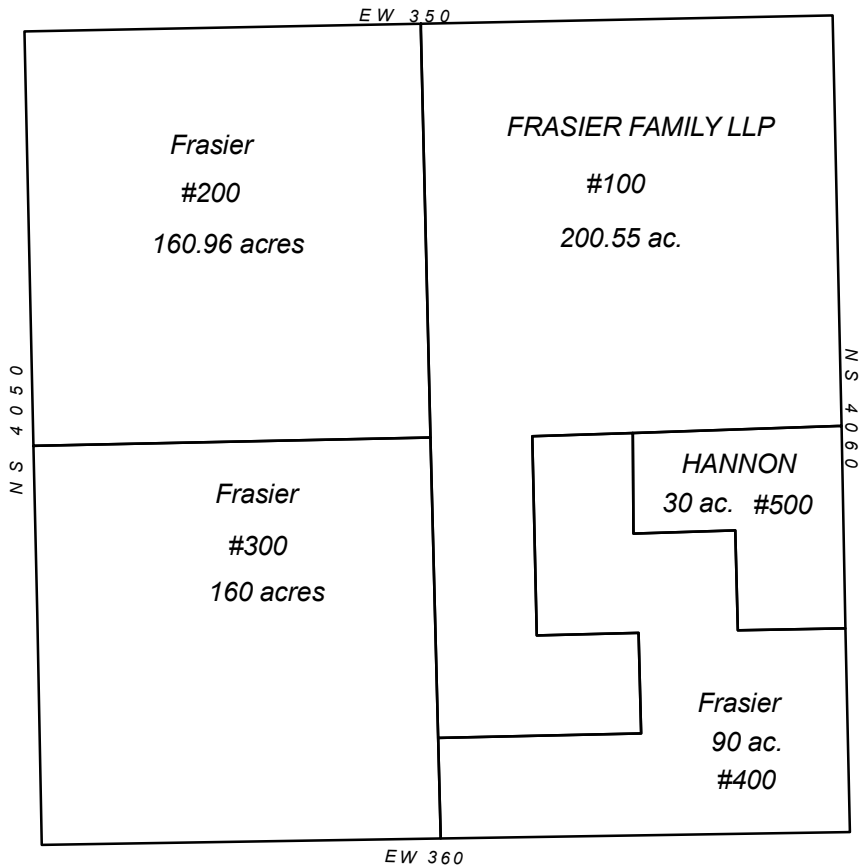 EW 350
Frasier
#200
160.96 acres
FRASIER FAMILY LLP
#100
200.55 ac.
NS 4050
NS 4060
Frasier
#300
160 acres
HANNON
30 ac. #500
Frasier
90 ac.
#400
EW 360